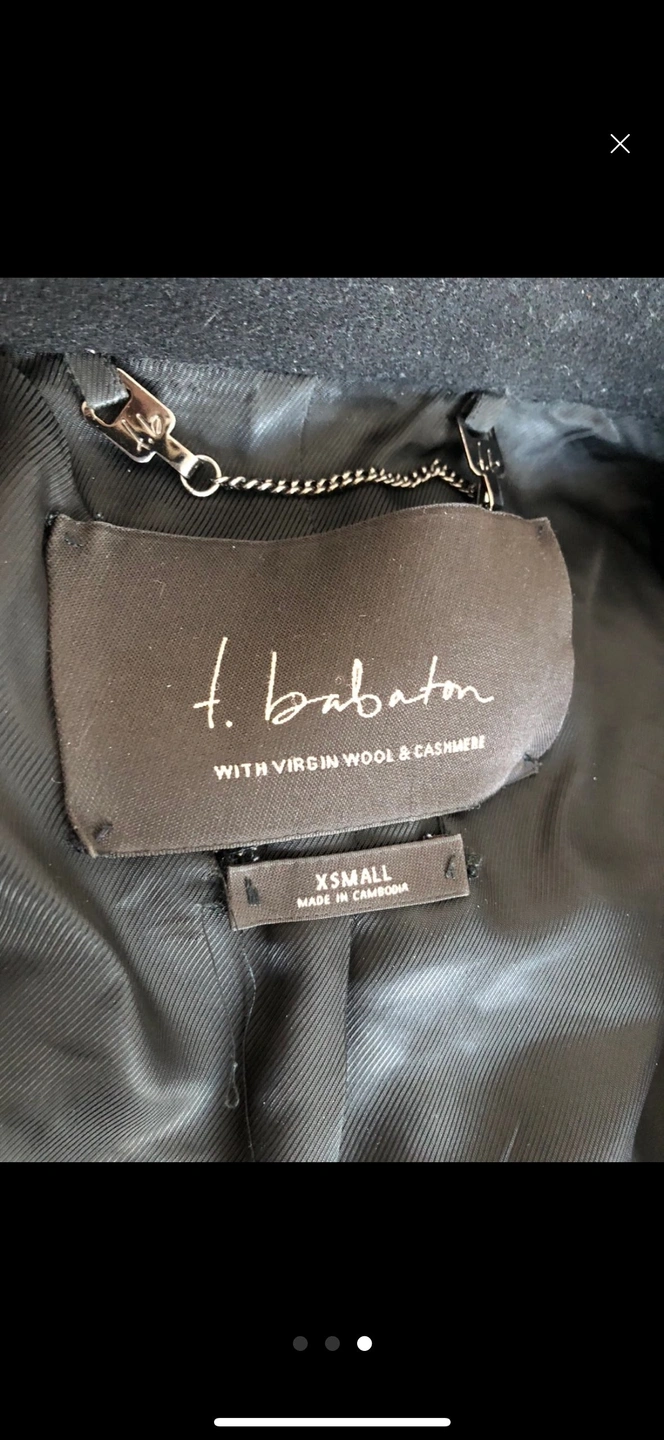 t.b
t. babaton
WITH VIRGIN WOOL & CASHMERE
XSMALL
MADE IN CAMBODIA